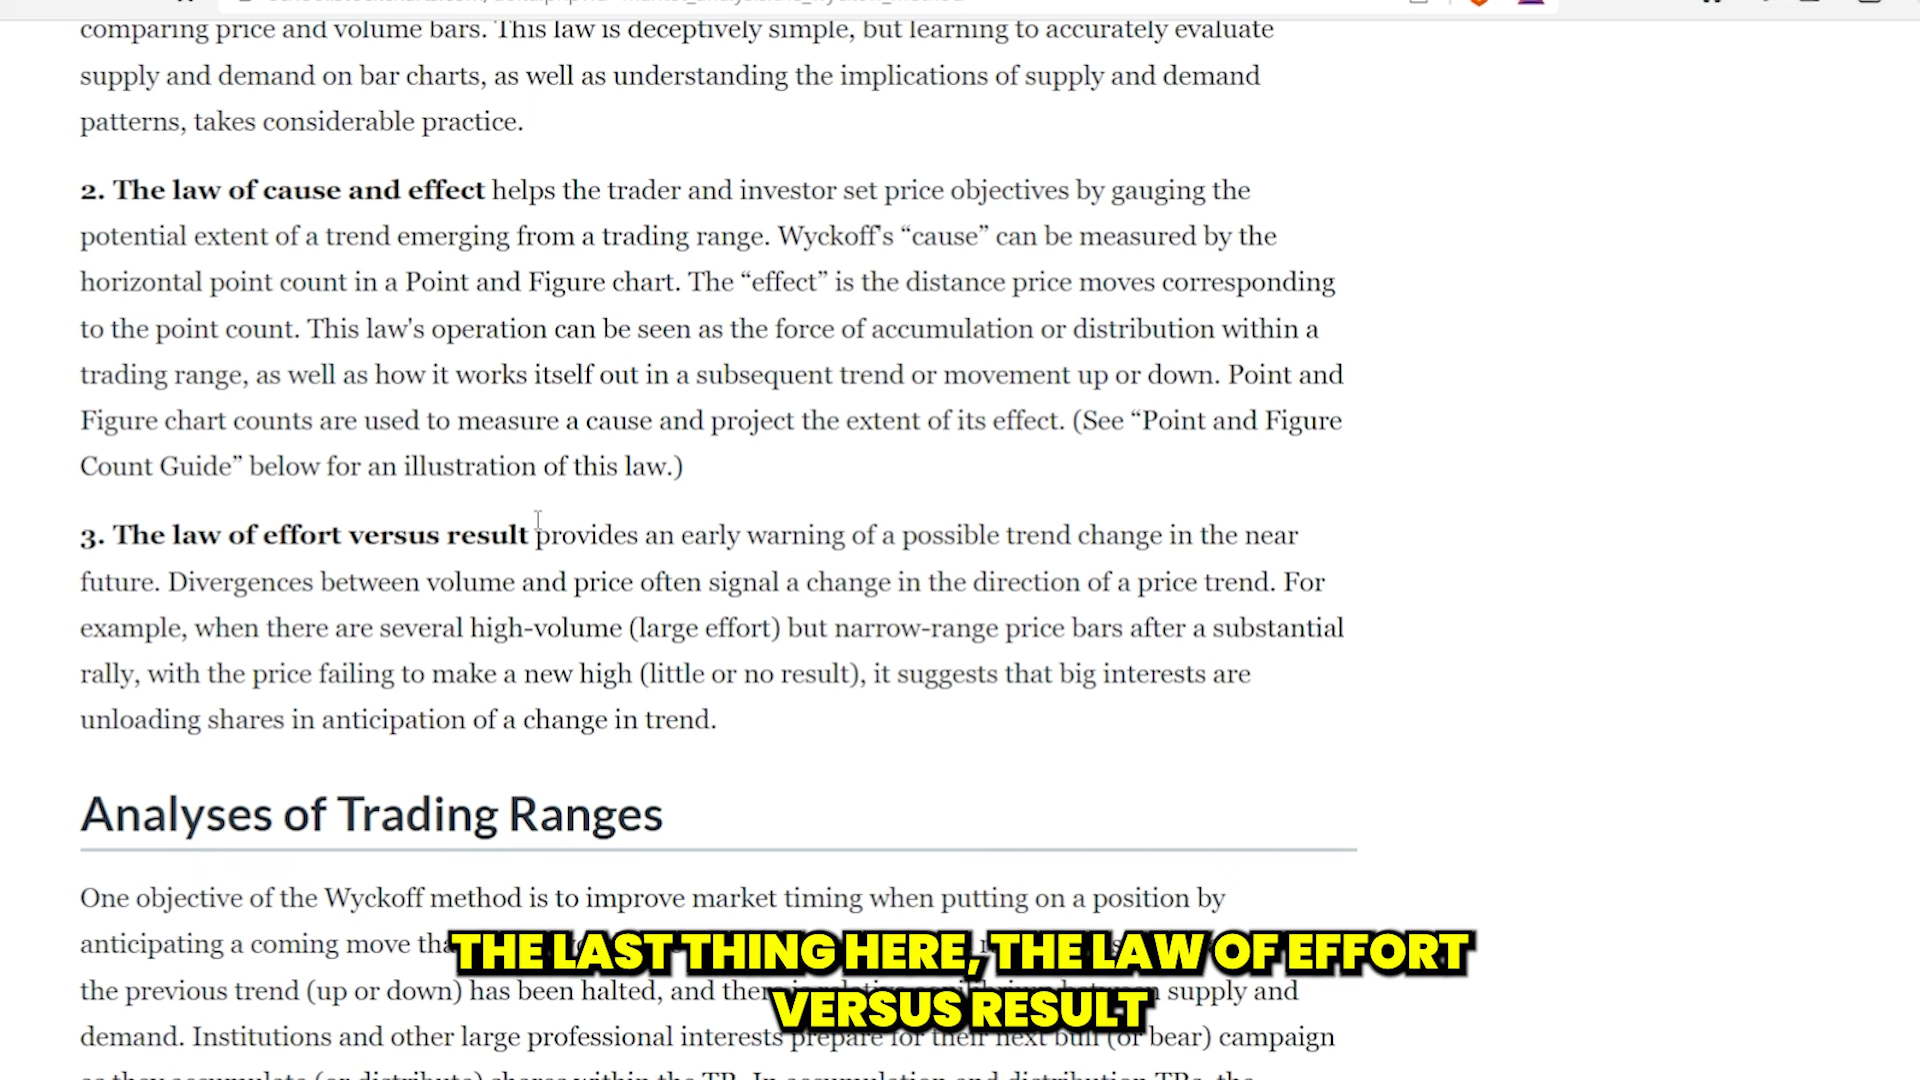 comparing price and volume bars. This law is deceptively simple, but learning to accurately evaluate
supply and demand on bar charts, as well as understanding the implications of supply and demand
patterns, takes considerable practice.
2. The law of cause and effect helps the trader and investor set price objectives by gauging the
potential extent of a trend emerging from a trading range. Wyckoff's “cause” can be measured by the
horizontal point count in a Point and Figure chart. The “effect” is the distance price moves corresponding
to the point count. This law's operation can be seen as the force of accumulation or distribution within a
trading range, as well as how it works itself out in a subsequent trend or movement up or down. Point and
Figure chart counts are used to measure a cause and project the extent of its effect. (See “Point and Figure
Count Guide” below for an illustration of this law.)
3. The law of effort versus result provides an early warning of a possible trend change in the near
future. Divergences between volume and price often signal a change in the direction of a price trend. For
example, when there are several high-volume (large effort) but narrow-range price bars after a substantial
rally, with the price failing to make a new high (little or no result), it suggests that big interests are
unloading shares in anticipation of a change in trend.
Analyses of Trading Ranges
One objective of the Wyckoff method is to improve market timing when putting on a position by
anticipating a coming move
THE LAST THING HERE, THE LAW OF EFFORT
the previous trend (up or down) has been halted, and supply and
VERSUS RESULT
demand. Institutions and other large professional interests prepare for their next bull (or bear) campaign